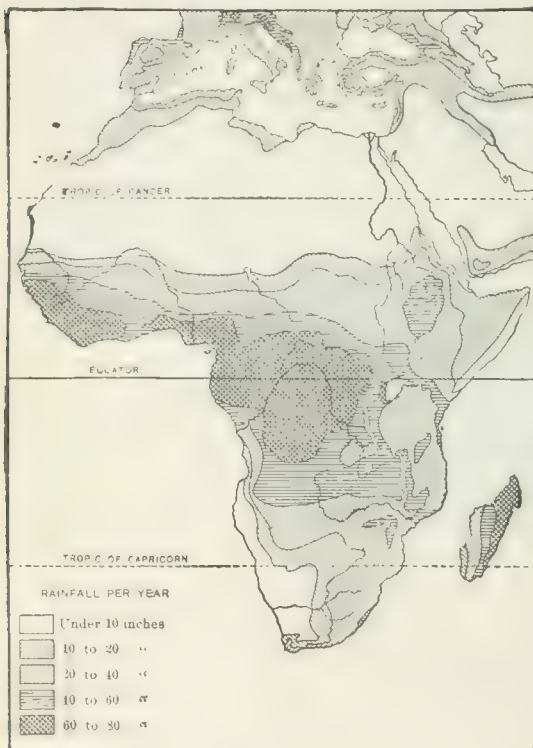 TROPIC OF CANCER
EQUATOR
TROPIC OF CAPRICORN
RAINFALL PER YEAR
Under 10 inches
10 to 20 "
20 to 40 "
40 to 60 "
60 to 80 "